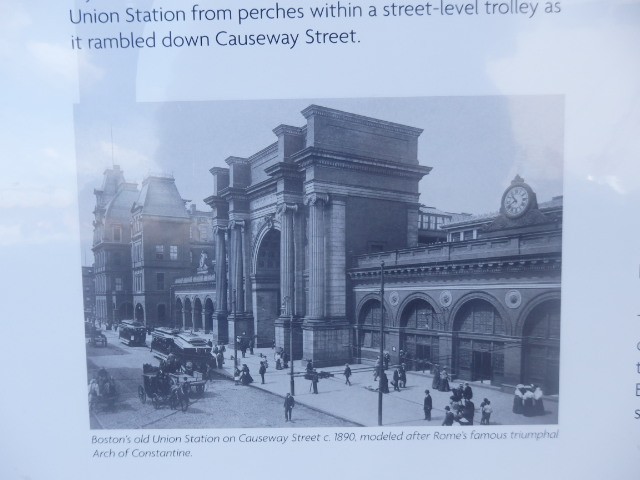 Union Station from perches within a street-level trolley as
it rambled down Causeway Street.
Boston's old Union Station on Causeway Street c. 1890, modeled after Rome's famous triumphal
Arch of Constantine.